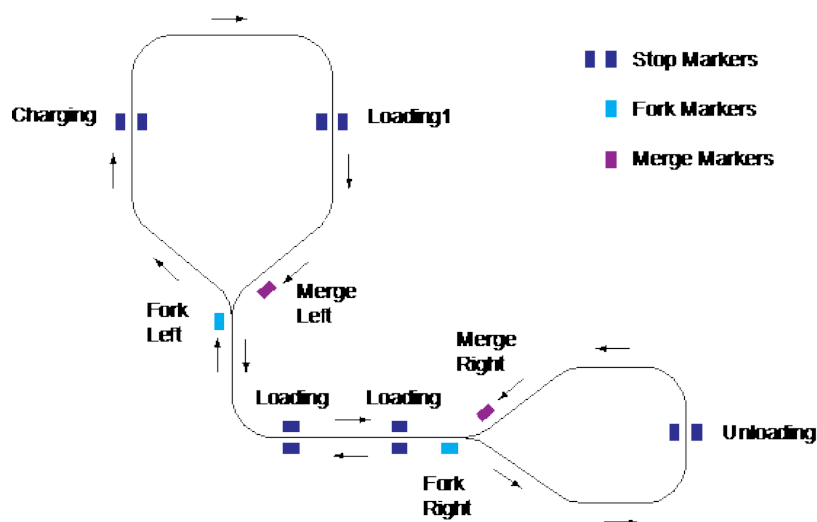 Stop Markers
Charging
Loading1
Fork Markers
Merge Markers
Fork
Left
Merge
Left
Merge
Right
Loading
Loading
Unloading
Fork
Right